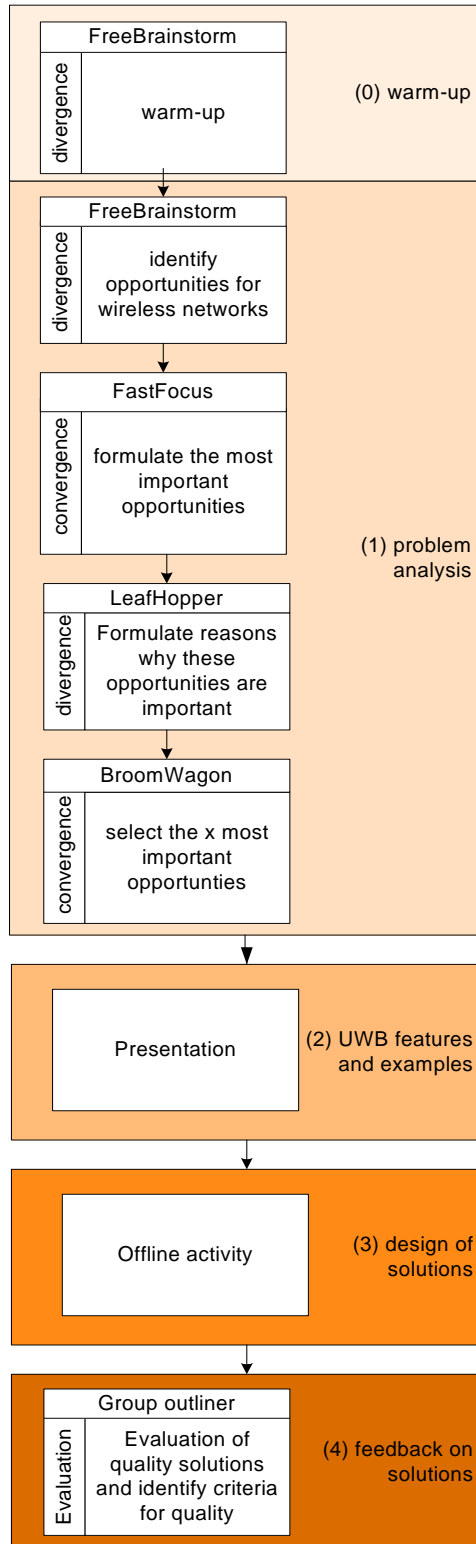 FreeBrainstorm
divergence
warm-up
(0) warm-up
FreeBrainstorm
divergence
identify
opportunities for
wireless networks
FastFocus
convergence
formulate the most
important
opportunities
(1) problem
analysis
LeafHopper
divergence
Formulate reasons
why these
opportunities are
important
BroomWagon
convergence
select the x most
important
opportunties
Presentation
(2) UWB features
and examples
Offline activity
(3) design of
solutions
Group outliner
Evaluation
Evaluation of
quality solutions
and identify criteria
for quality
(4) feedback on
solutions